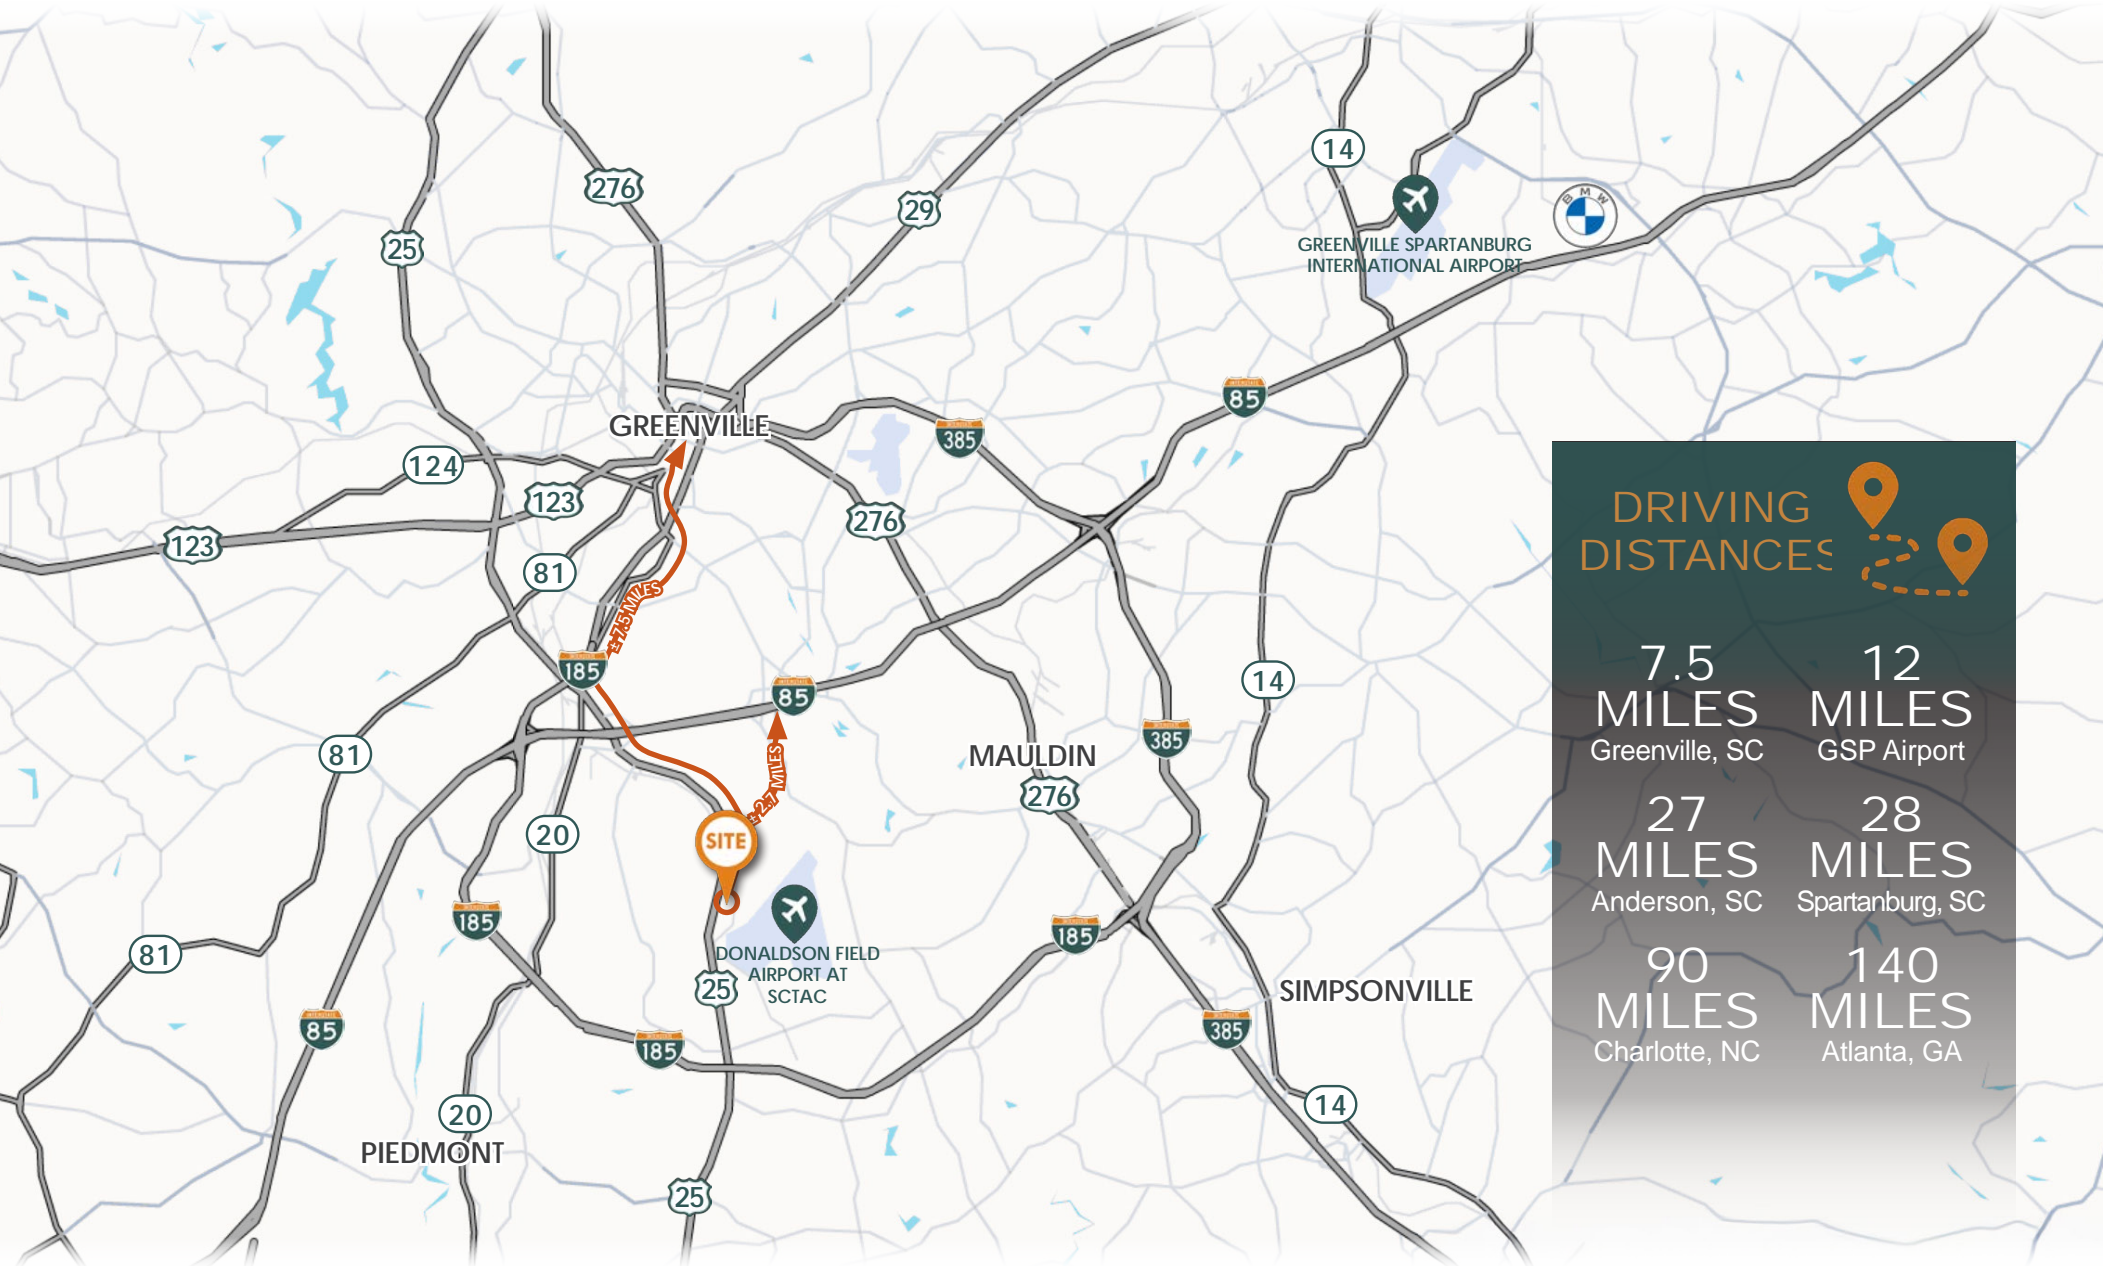 14
276
29
BMW
25
GREENVILLE SPARTANBURG
INTERNATIONAL AIRPORT
INTERSTATE
85
GREENVILLE
385
124
123
276
123
81
± 7.5 MILES
185
14
INTERSTATE
85
385
81
MAULDIN
± 2.7 MILES
276
20
SITE
185
185
81
DONALDSON FIELD
AIRPORT AT
SCTAC
25
SIMPSONVILLE
INTERSTATE
85
385
185
20
14
PIEDMONT
25
DRIVING
DISTANCES
7.5
MILES
Greenville, SC
12
MILES
GSP Airport
27
MILES
Anderson, SC
28
MILES
Spartanburg, SC
90
MILES
Charlotte, NC
140
MILES
Atlanta, GA